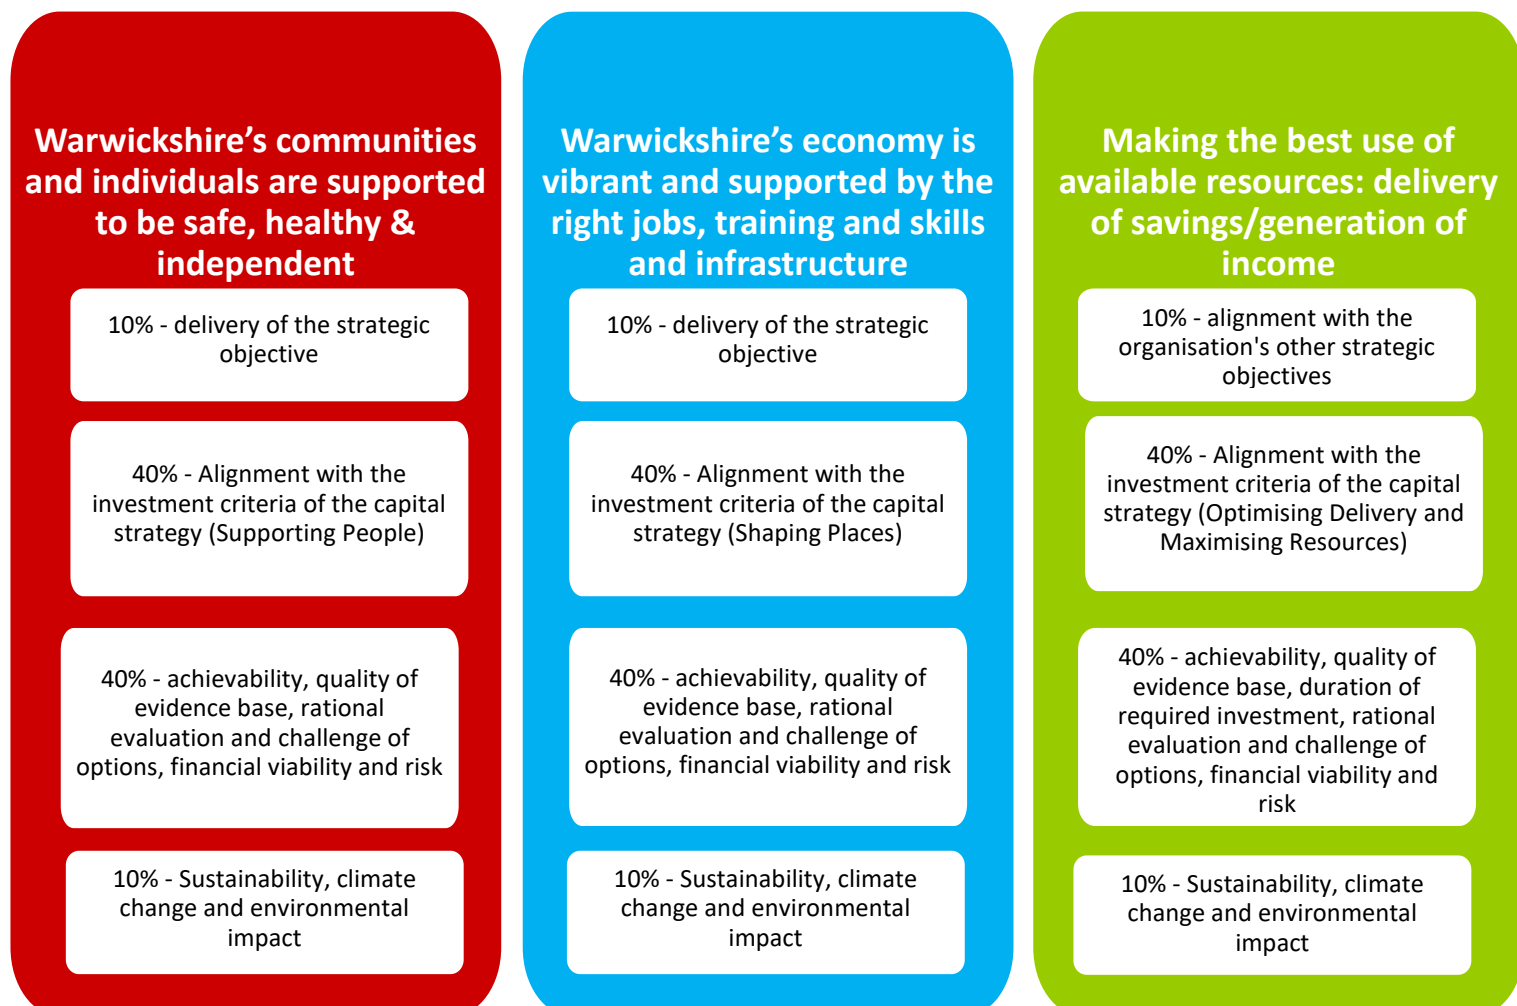 Warwickshire's communities
and individuals are supported
to be safe, healthy &
independent
10% - delivery of the strategic
objective
40% - Alignment with the
investment criteria of the capital
strategy (Supporting People)
40% - achievability, quality of
evidence base, rational
evaluation and challenge of
options, financial viability and risk
10% - Sustainability, climate
change and environmental
impact
Warwickshire's economy is
vibrant and supported by the
right jobs, training and skills
and infrastructure
10% - delivery of the strategic
objective
40% - Alignment with the
investment criteria of the capital
strategy (Shaping Places)
40% - achievability, quality of
evidence base, rational
evaluation and challenge of
options, financial viability and risk
10% - Sustainability, climate
change and environmental
impact
Making the best use of
available resources: delivery
of savings/generation of
income
10% - alignment with the
organisation's other strategic
objectives
40% - Alignment with the
investment criteria of the capital
strategy (Optimising Delivery and
Maximising Resources)
40% - achievability, quality of
evidence base, duration of
required investment, rational
evaluation and challenge of
options, financial viability and
risk
10% - Sustainability, climate
change and environmental
impact